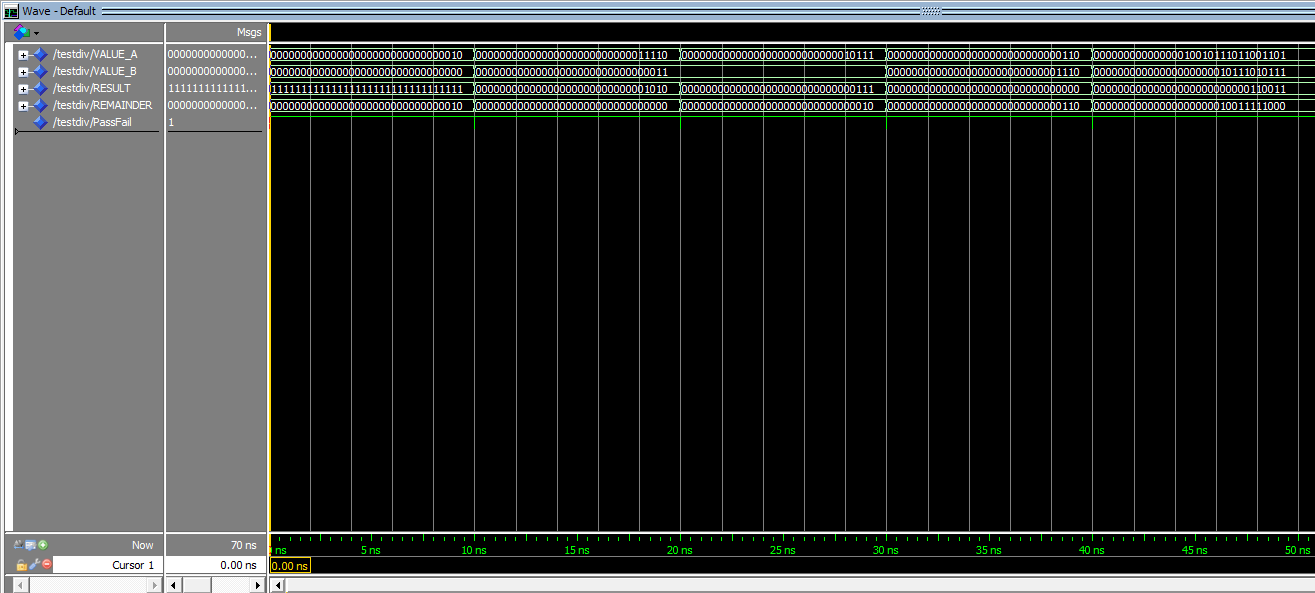 Wave - Default
Msgs
/testdiv/VALUE_A 0000000000000... 00000000000000000000000000000010 00000000000000000000000000011110 00000000000000000000000000010111 00000000000000000000000000000110 00000000000000010010111011001101
/testdiv/VALUE_B 0000000000000... 00000000000000000000000000000000 00000000000000000000000000000011 00000000000000000000000000001110 00000000000000000000010111010111
/testdiv/RESULT 1111111111111... 11111111111111111111111111111111 00000000000000000000000000001010 00000000000000000000000000000111 00000000000000000000000000000000 00000000000000000000000000110011
/testdiv/REMAINDER 0000000000000... 00000000000000000000000000000010 00000000000000000000000000000000 00000000000000000000000000000010 00000000000000000000000000000110 00000000000000000000010011111000
/testdiv/PassFail 1
Now 70 ns ns 5 ns 10 ns 15 ns 20 ns 25 ns 30 ns 35 ns 40 ns 45 ns 50 ns
Cursor 1 0.00 ns 0.00 ns